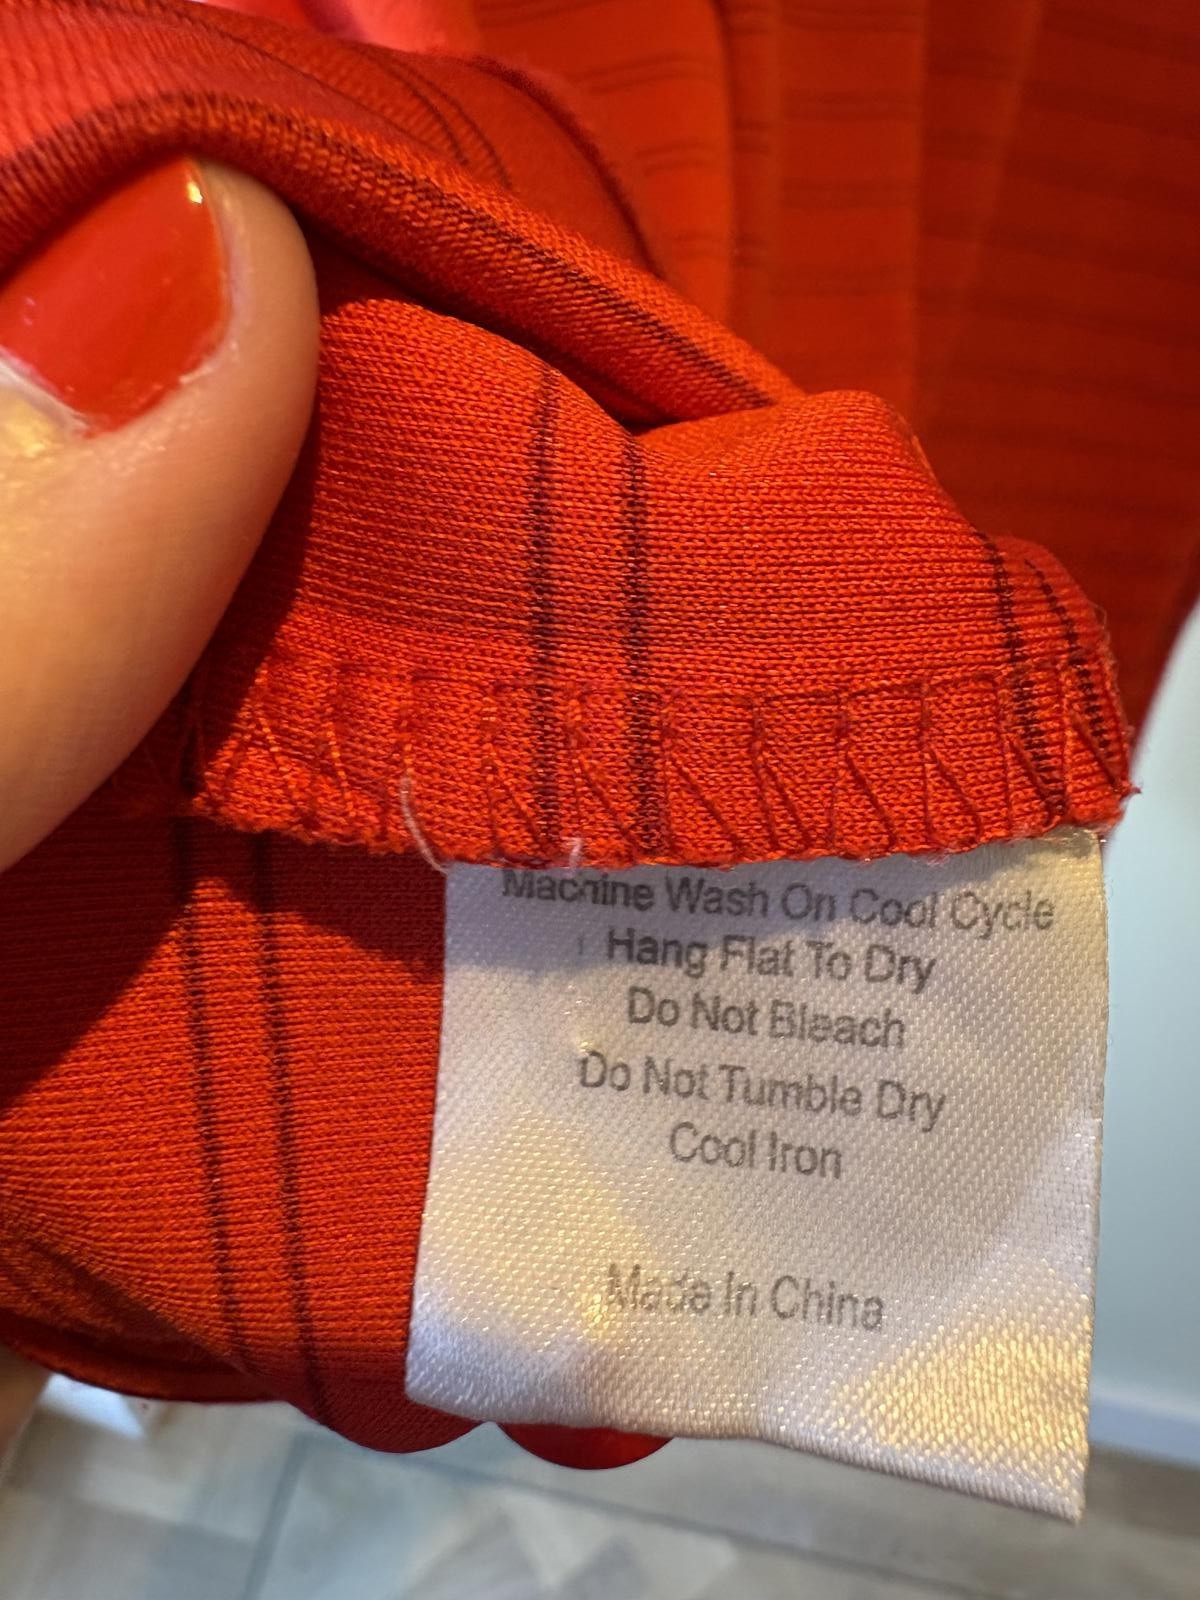 Machine Wash On Cool Cycle
Hang Flat To Dry
Do Not Bleach
Do Not Tumble Dry
Cool Iron
Made In China